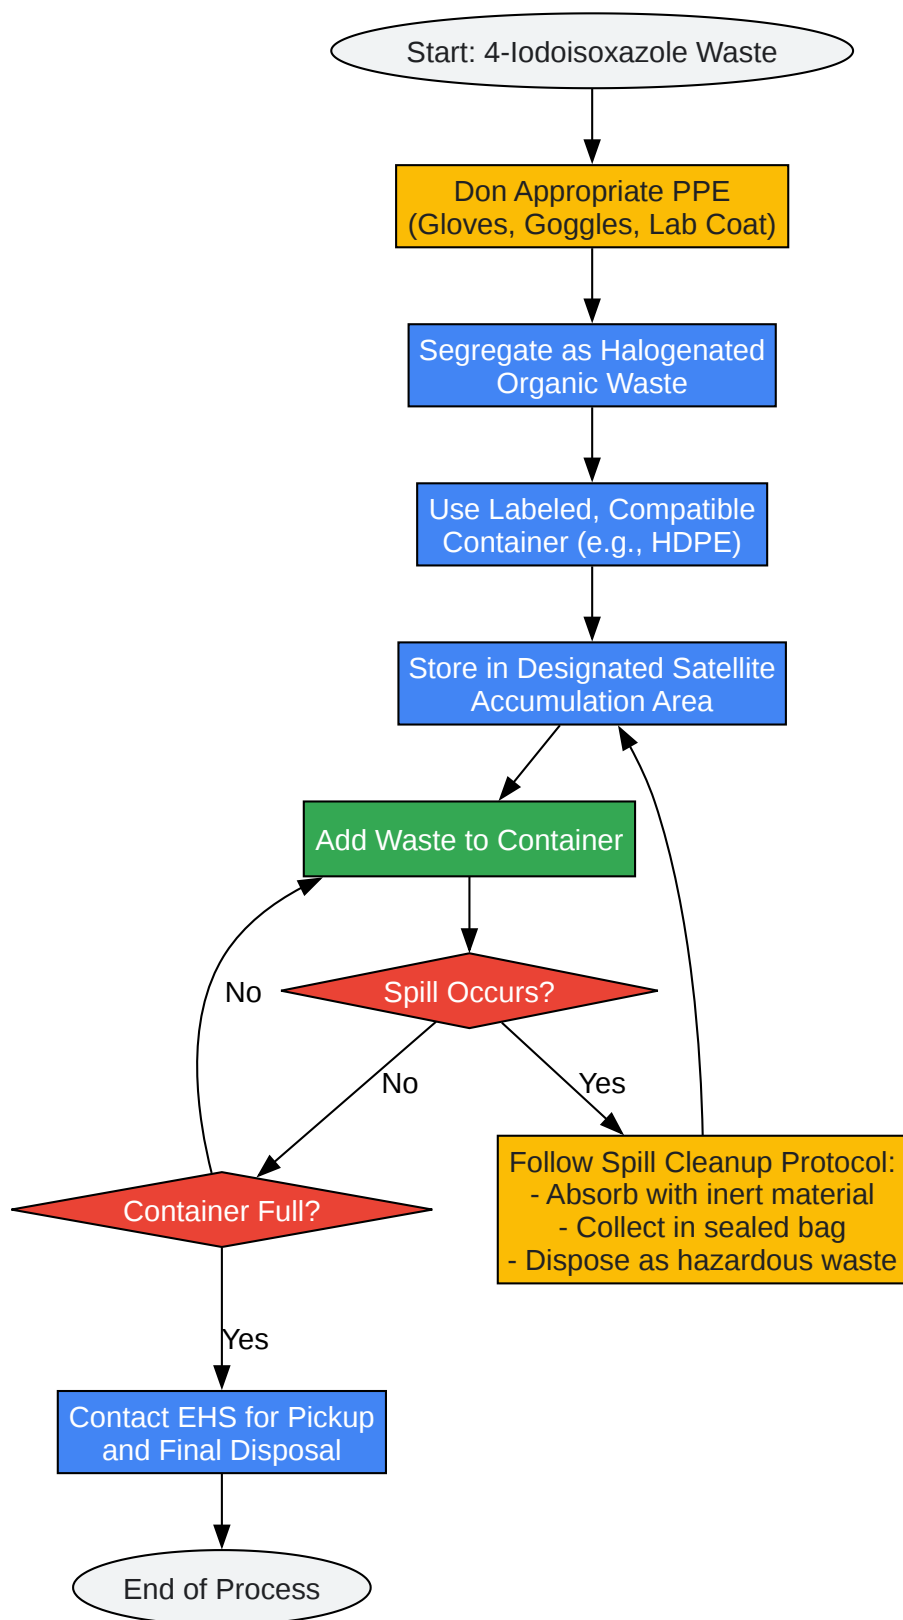 Start: 4-Iodoisoxazole Waste
Don Appropriate PPE
(Gloves, Goggles, Lab Coat)
Segregate as Halogenated
Organic Waste
Use Labeled, Compatible
Container (e.g., HDPE)
Store in Designated Satellite
Accumulation Area
Add Waste to Container
No
Spill Occurs?
No
Yes
Follow Spill Cleanup Protocol:
- Absorb with inert material
- Collect in sealed bag
- Dispose as hazardous waste
Container Full?
Yes
Contact EHS for Pickup
and Final Disposal
End of Process